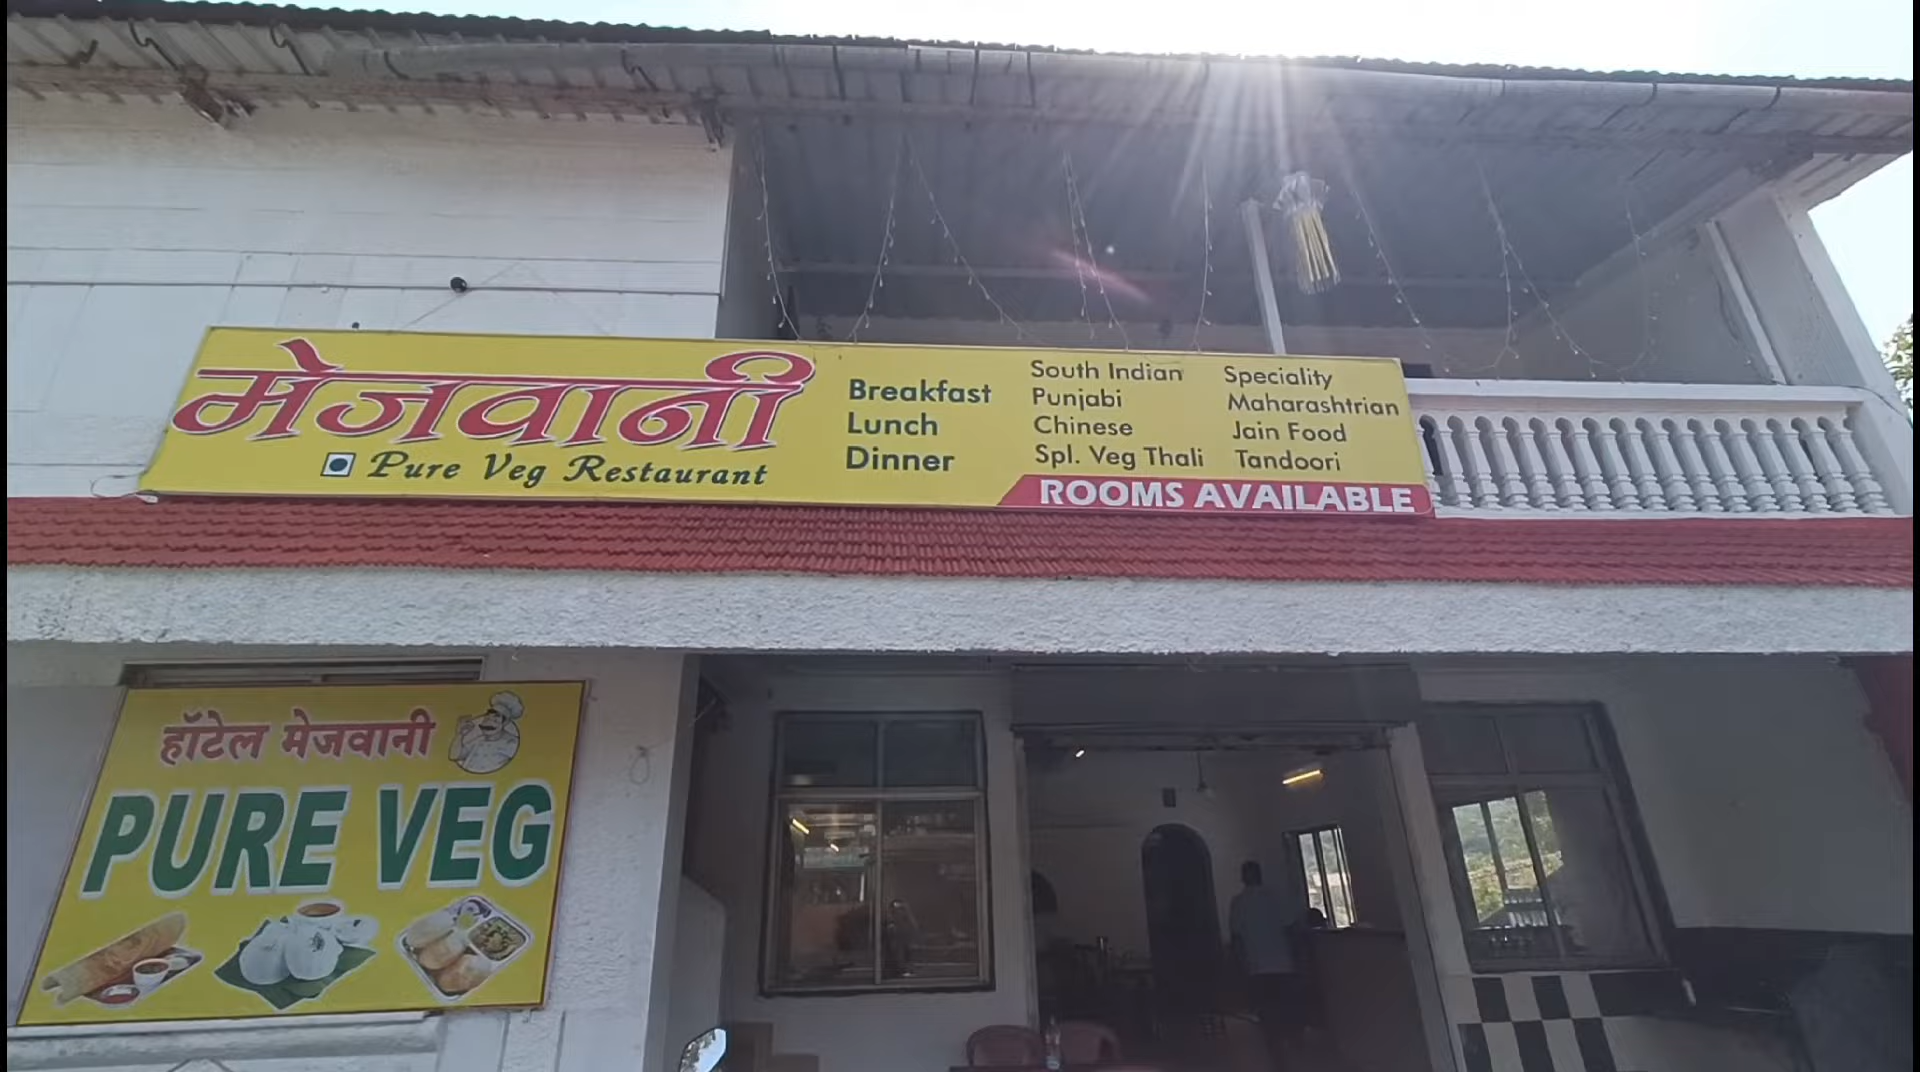 मेजवानी
Pure Veg Restaurant
Breakfast
Lunch
Dinner
South Indian
Punjabi
Chinese
Spl. Veg Thali
Speciality
Maharashtrian
Jain Food
Tandoori
ROOMS AVAILABLE
हॉटेल मेजवानी
PURE VEG